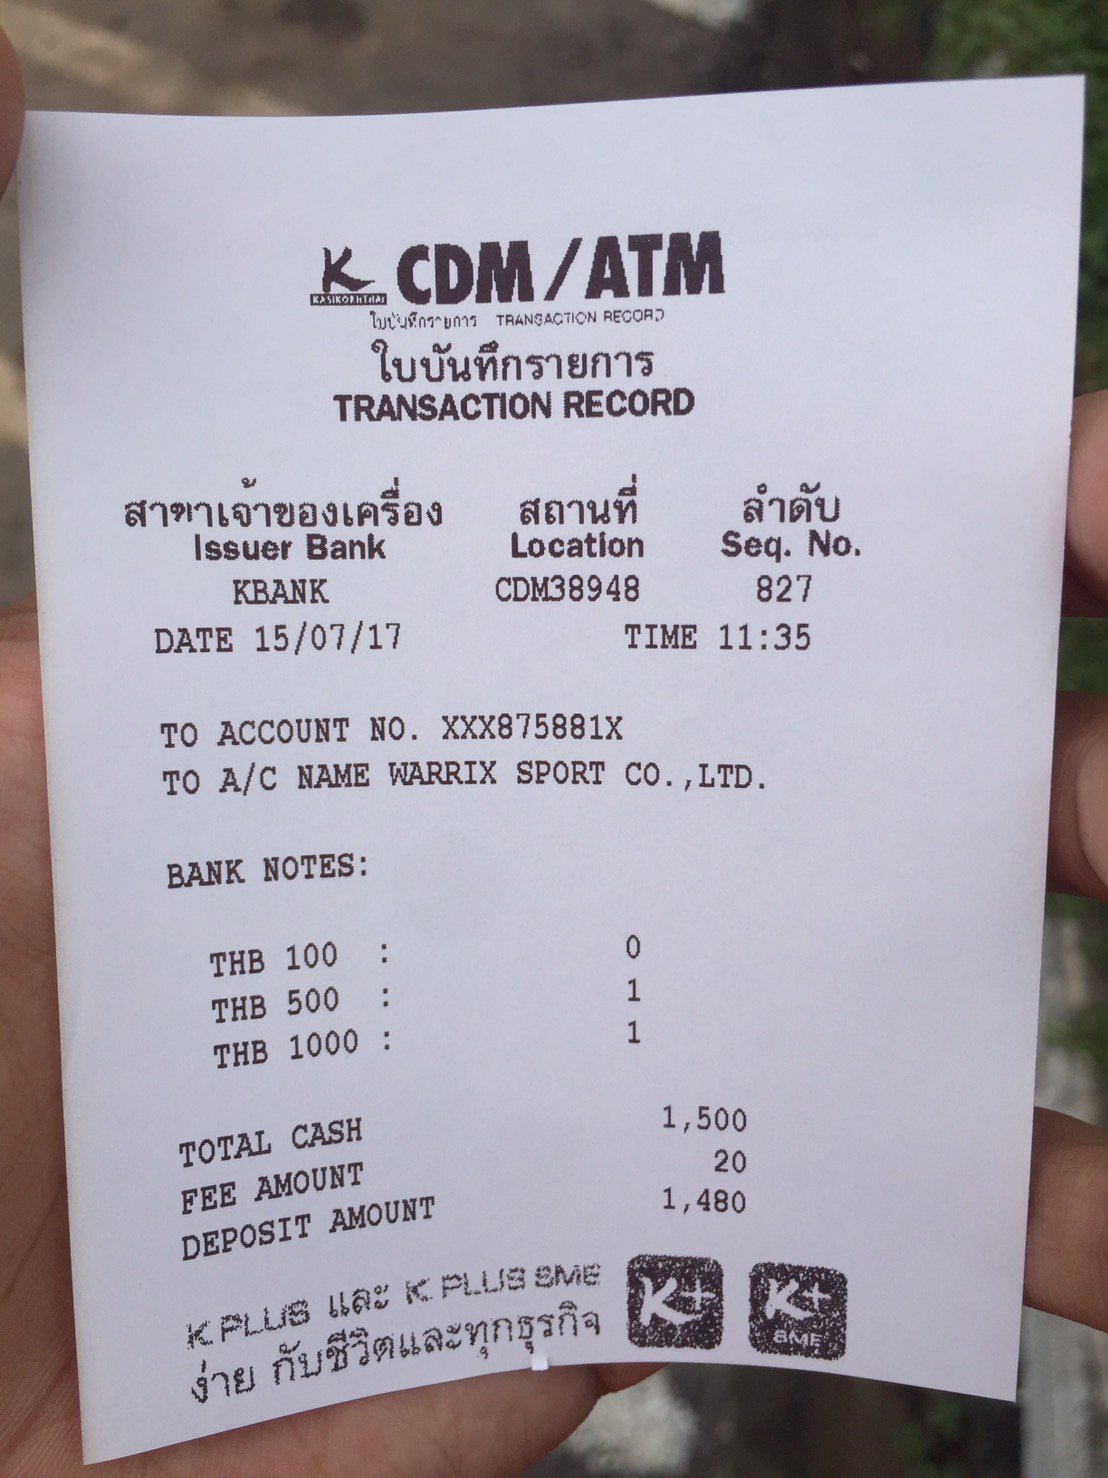 K CDM/ATM
KASIKORNTHAI
ใบบันทึกรายการ TRANSACTION RECORD
ใบบันทึกรายการ
TRANSACTION RECORD
สาขาเจ้าของเครื่อง สถานที่ ลำดับ
Issuer Bank Location Seq. No.
KBANK CDM38948 827
DATE 15/07/17 TIME 11:35
TO ACCOUNT NO. XXX875881X
TO A/C NAME WARRIX SPORT CO.,LTD.
BANK NOTES:
THB 100 : 0
THB 500 : 1
THB 1000 : 1
TOTAL CASH 1,500
FEE AMOUNT 20
DEPOSIT AMOUNT 1,480
K PLUS และ K PLUS SME
ง่าย กับชีวิตและทุกธุรกิจ
K+ K+
SME